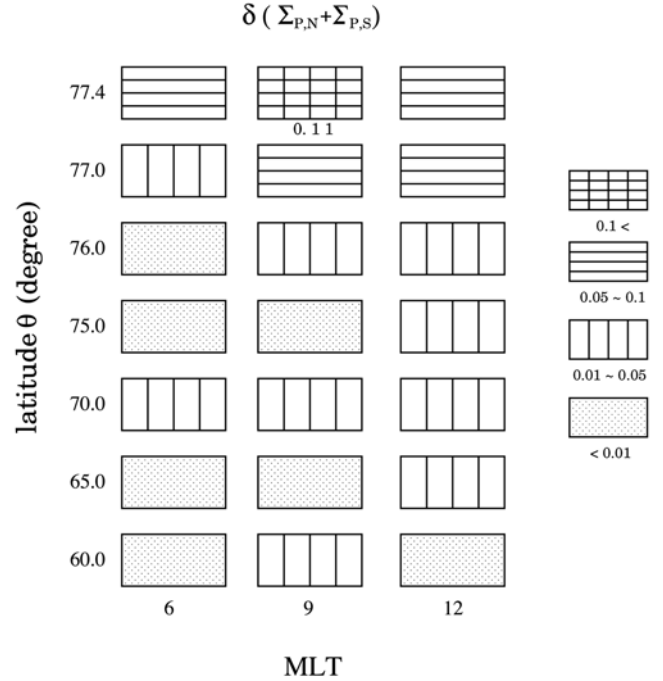 δ ( Σ_P,N+Σ_P,S)
77.4
0. 1 1
77.0
76.0
75.0
70.0
65.0
60.0
6 9 12
MLT
latitude θ (degree)
0.1 <
0.05 ~ 0.1
0.01 ~ 0.05
< 0.01